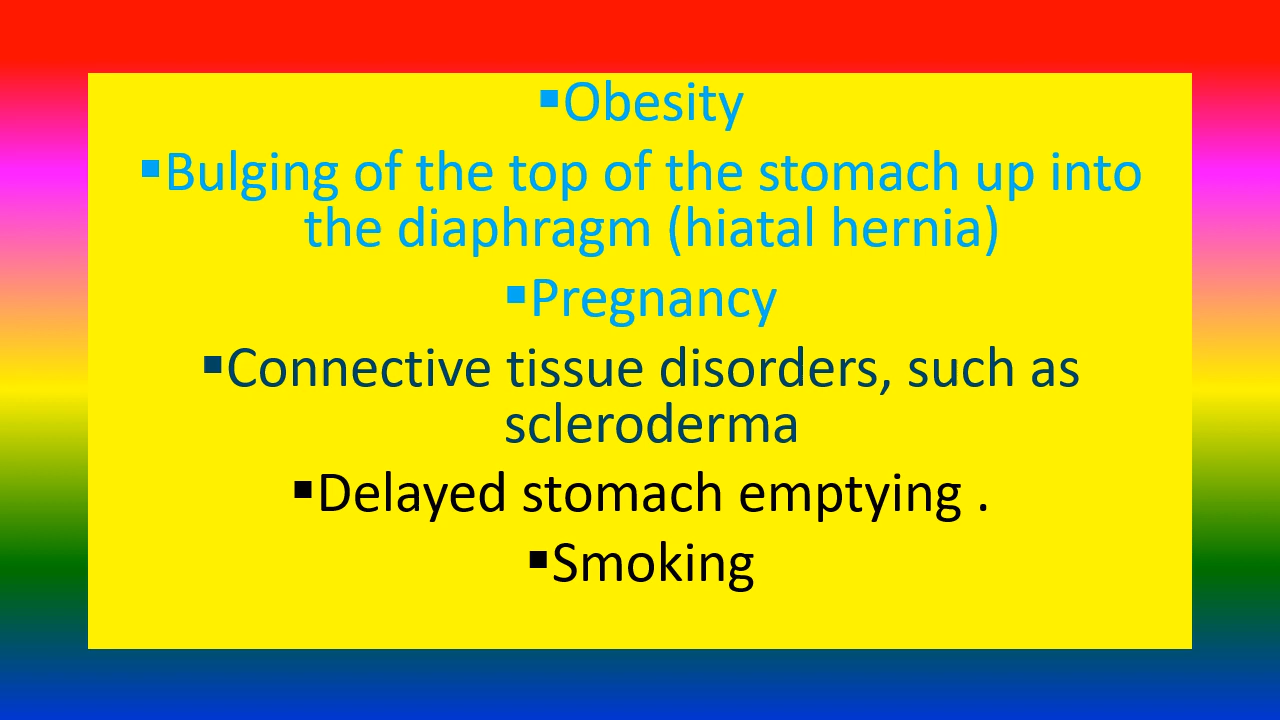 ▪Obesity
▪Bulging of the top of the stomach up into
the diaphragm (hiatal hernia)
▪Pregnancy
▪Connective tissue disorders, such as
scleroderma
▪Delayed stomach emptying .
▪Smoking